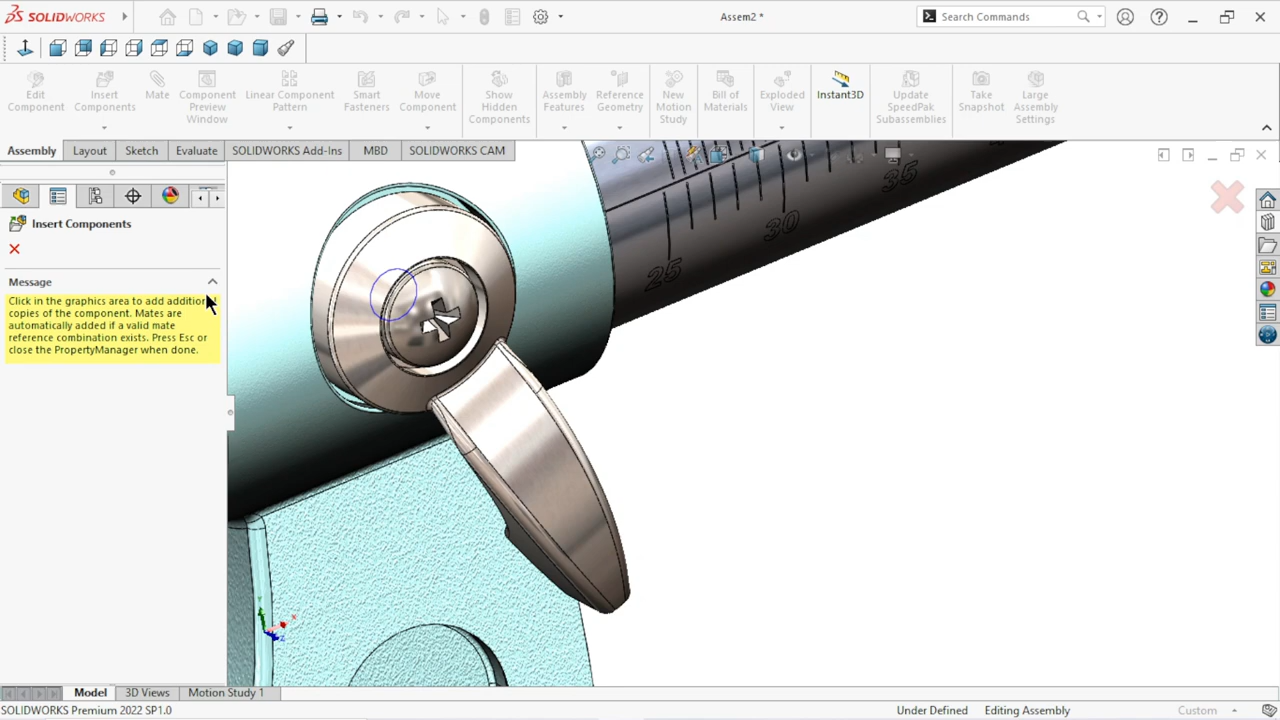 SOLIDWORKS
Assem2 *
Search Commands
Edit Component
Insert Components
Mate
Component Preview Window
Linear Component Pattern
Smart Fasteners
Move Component
Show Hidden Components
Assembly Features
Reference Geometry
New Motion Study
Bill of Materials
Exploded View
Instant3D
Update SpeedPak Subassemblies
Take Snapshot
Large Assembly Settings
Assembly
Layout
Sketch
Evaluate
SOLIDWORKS Add-Ins
MBD
SOLIDWORKS CAM
Insert Components
Message
Click in the graphics area to add additional
copies of the component. Mates are
automatically added if a valid mate
reference combination exists. Press Esc or
close the PropertyManager when done.
25
30
35
Model
3D Views
Motion Study 1
SOLIDWORKS Premium 2022 SP1.0
Under Defined
Editing Assembly
Custom